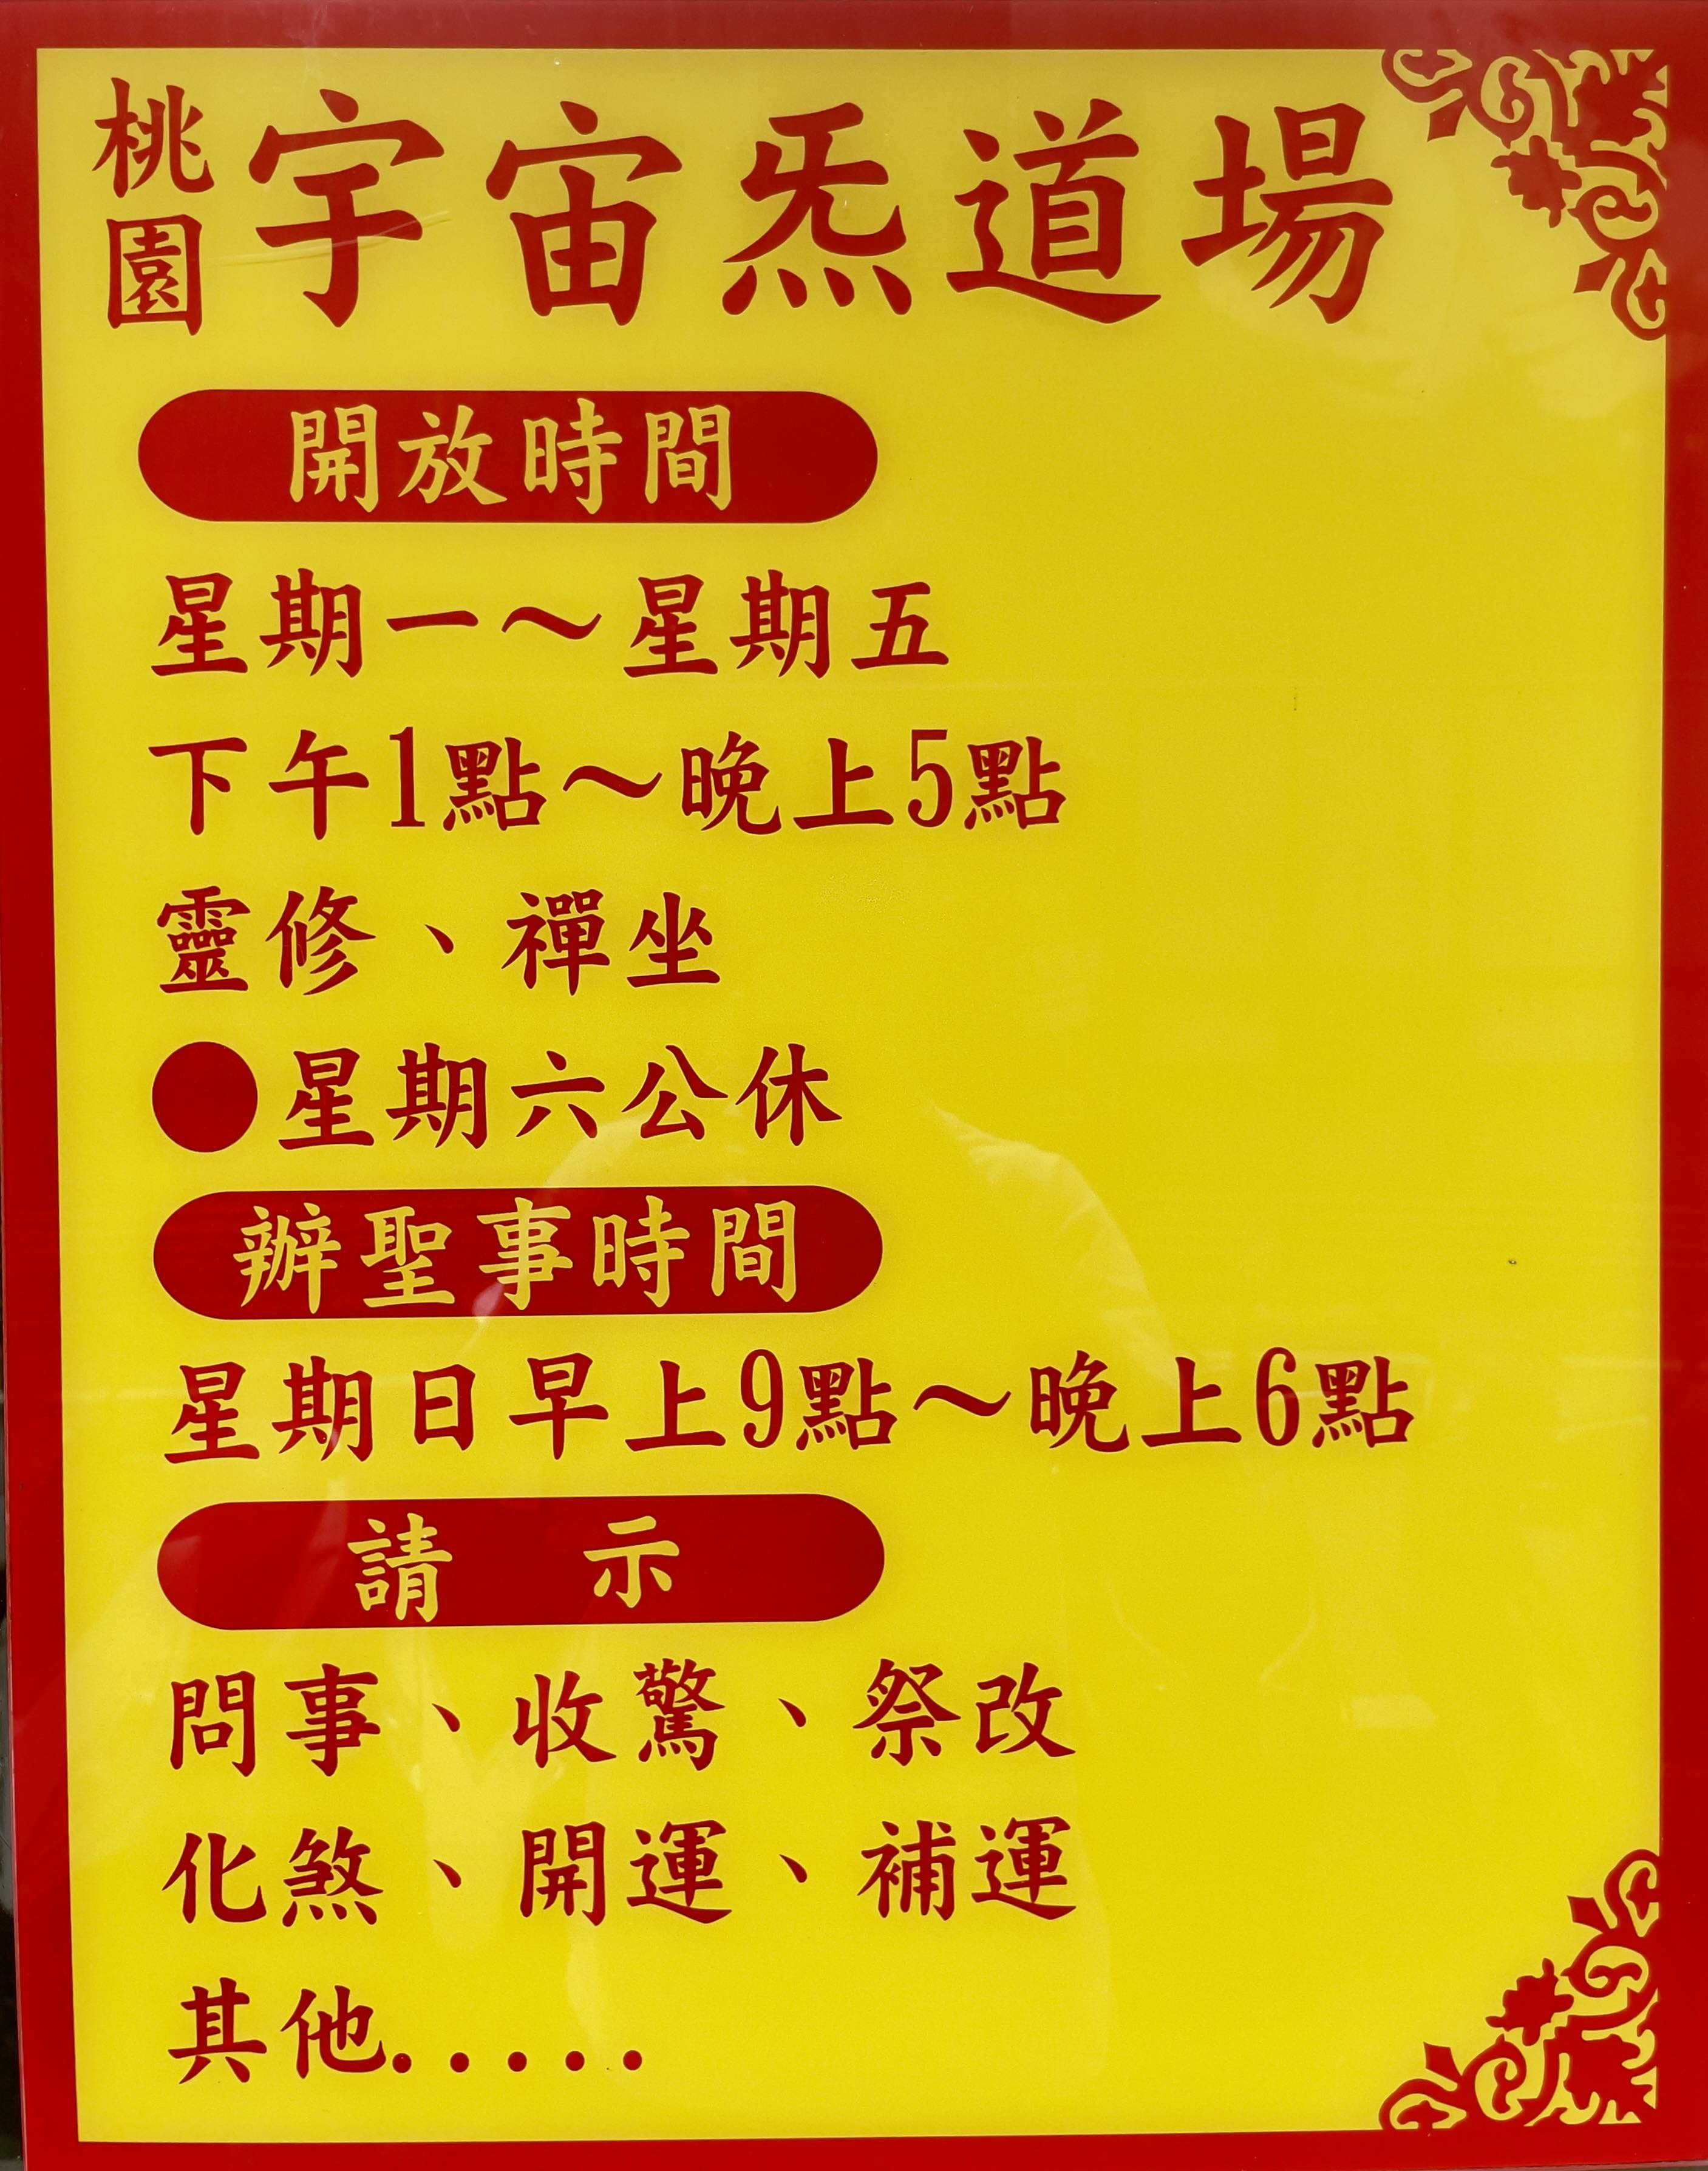 桃園宇宙炁道場
開放時間
星期一～星期五
下午1點～晚上5點
靈修、禪坐
●星期六公休
辦聖事時間
星期日早上9點～晚上6點
請 示
問事、收驚、祭改
化煞、開運、補運
其他.....